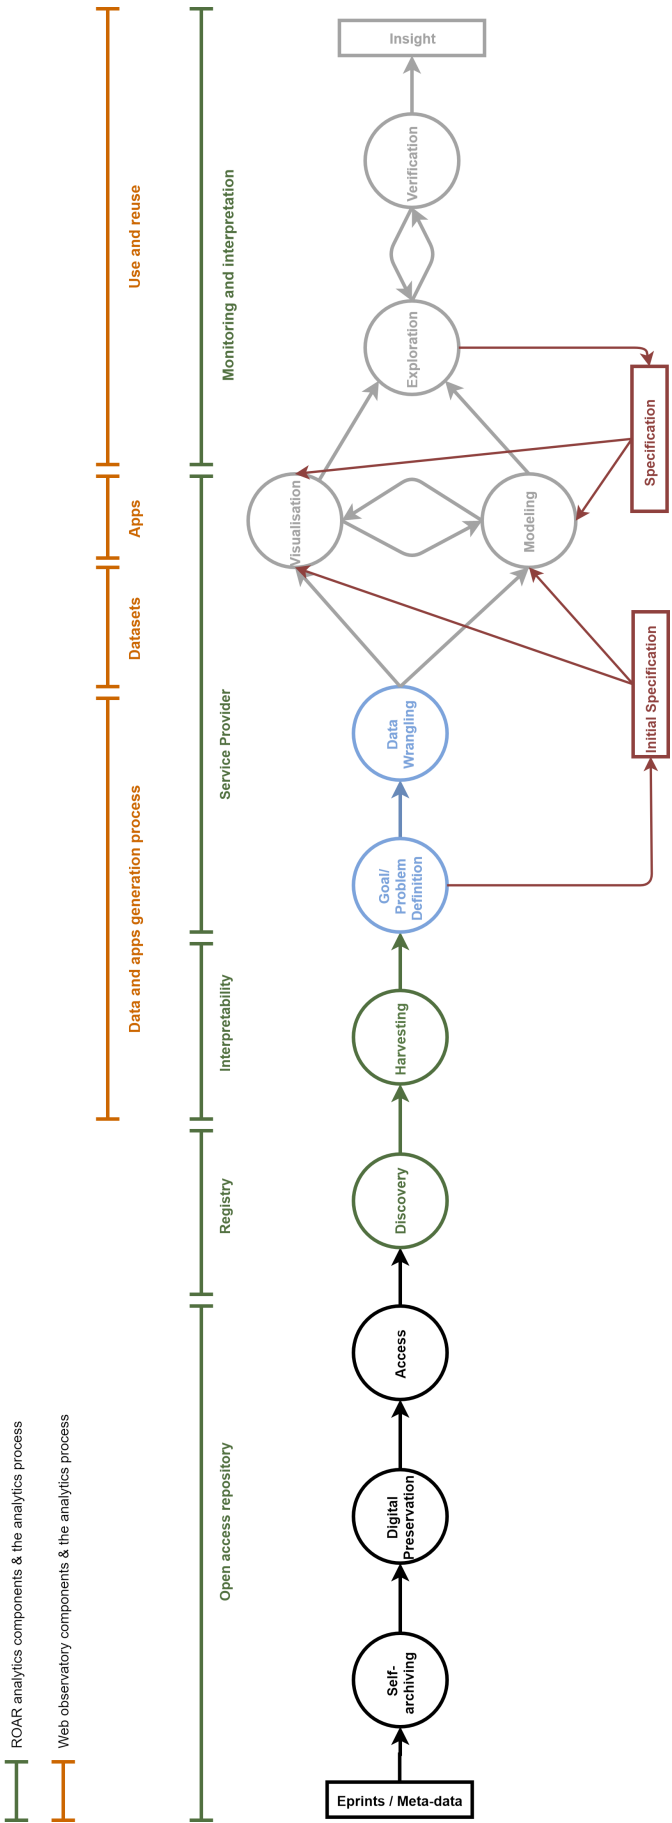 ROAR analytics components & the analytics process
Web observatory components & the analytics process
Data and apps generation process
Datasets
Apps
Use and reuse
Open access repository
Registry
Interpretability
Service Provider
Monitoring and interpretation
Eprints / Meta-data
Self-
archiving
Digital
Preservation
Access
Discovery
Harvesting
Goal/
Problem
Definition
Data
Wrangling
Visualisation
Modeling
Exploration
Verification
Insight
Initial Specification
Specification